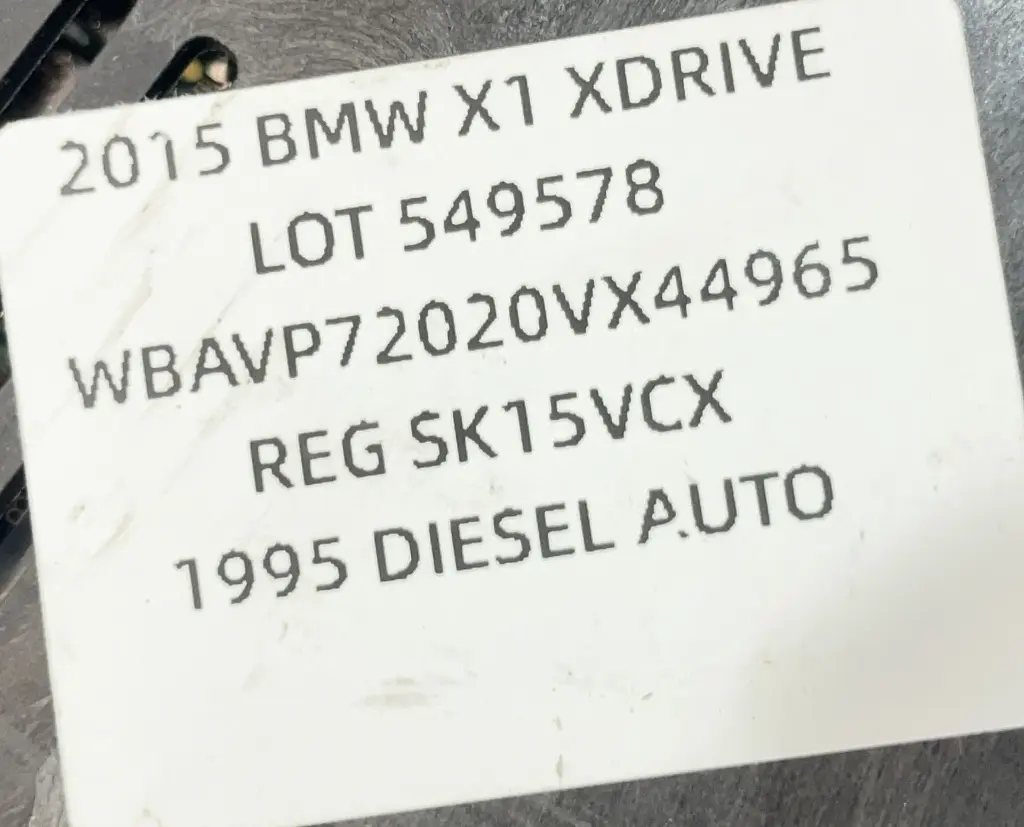 2015 BMW X1 XDRIVE
LOT 549578
WBAVP72020VX44965
REG SK15VCX
1995 DIESEL AUTO